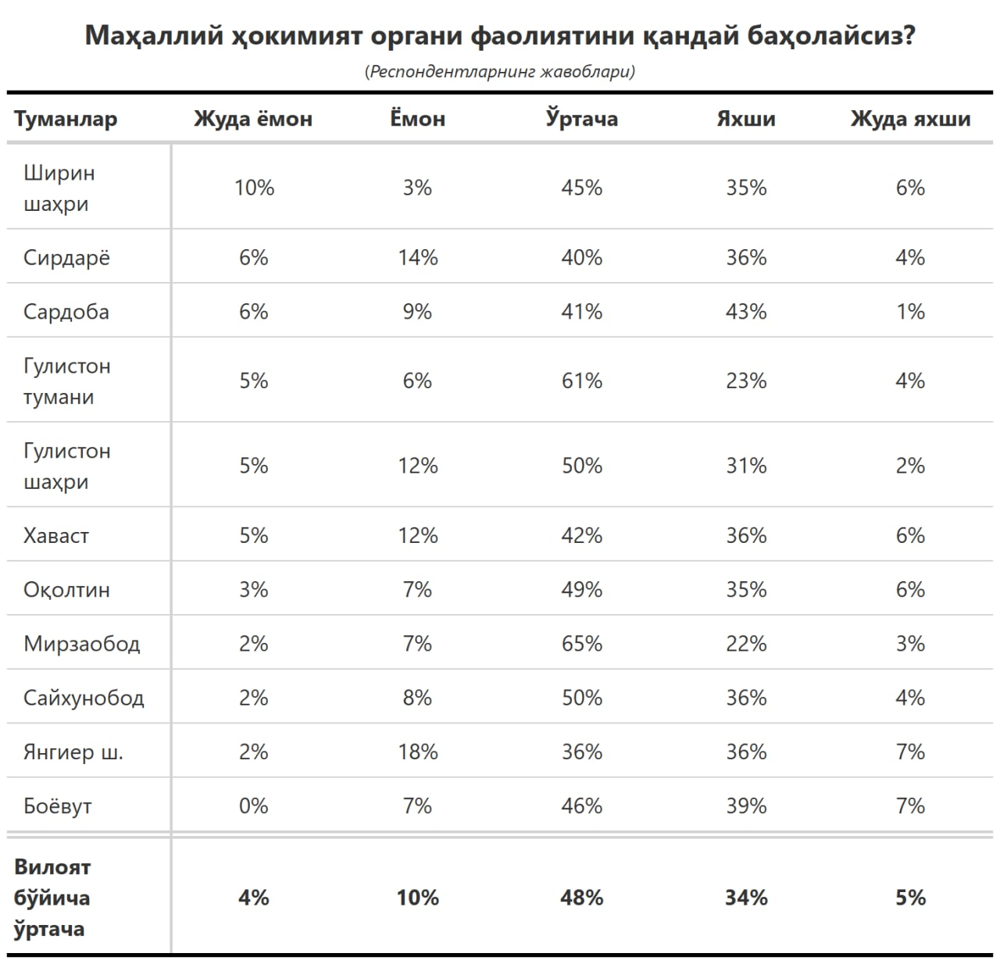 Маҳаллий ҳокимият органи фаолиятини қандай баҳолайсиз?
(Респондентларнинг жавоблари)
Туманлар Жуда ёмон Ёмон Ўртача Яхши Жуда яхши
Ширин
шаҳри
10% 3% 45% 35% 6%
Сирдарё 6% 14% 40% 36% 4%
Сардоба 6% 9% 41% 43% 1%
Гулистон
тумани
5% 6% 61% 23% 4%
Гулистон
шаҳри
5% 12% 50% 31% 2%
Хаваст 5% 12% 42% 36% 6%
Оқолтин 3% 7% 49% 35% 6%
Мирзаобод 2% 7% 65% 22% 3%
Сайхунобод 2% 8% 50% 36% 4%
Янгиер ш. 2% 18% 36% 36% 7%
Боёвут 0% 7% 46% 39% 7%
Вилоят
бўйича
ўртача
4% 10% 48% 34% 5%